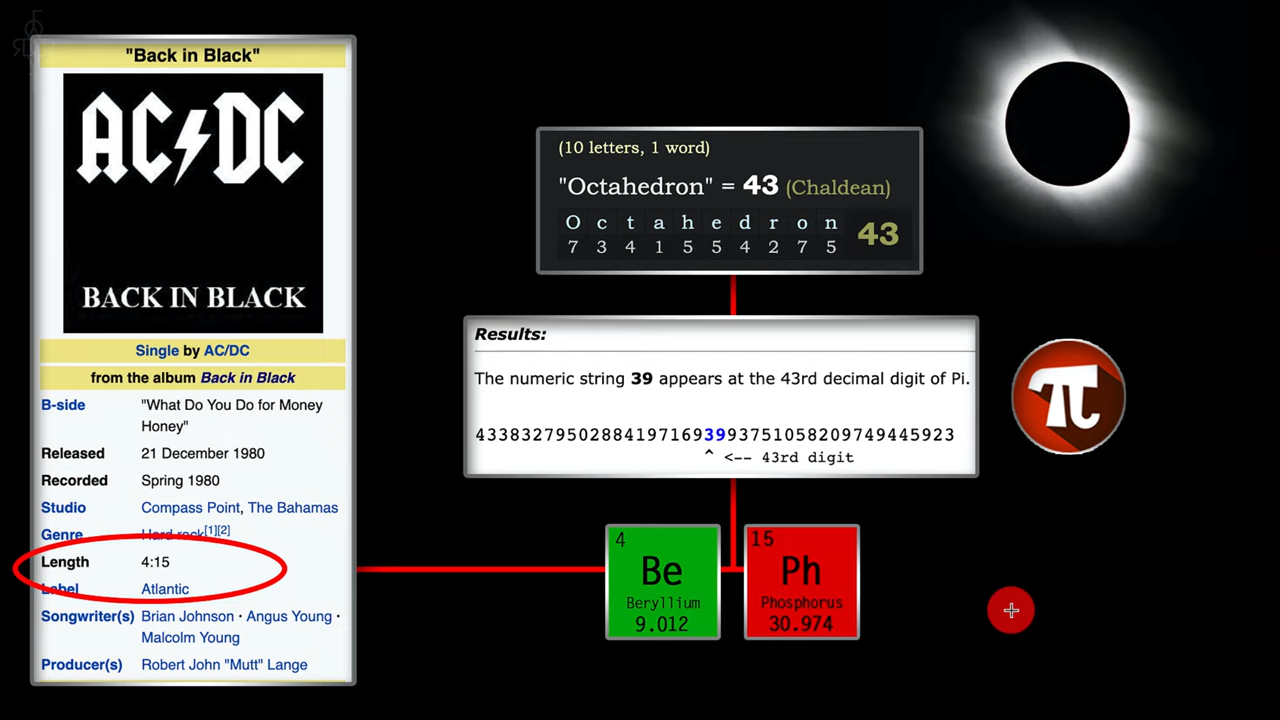 "Back in Black"
AC DC
BACK IN BLACK
Single by AC/DC
from the album Back in Black
B-side "What Do You Do for Money
Honey"
Released 21 December 1980
Recorded Spring 1980
Studio Compass Point, The Bahamas
Genre Hard rock[1][2]
Length 4:15
Label Atlantic
Songwriter(s) Brian Johnson · Angus Young ·
Malcolm Young
Producer(s) Robert John "Mutt" Lange
(10 letters, 1 word)
"Octahedron" = 43 (Chaldean)
O c t a h e d r o n
7 3 4 1 5 5 4 2 7 5
43
Results:
The numeric string 39 appears at the 43rd decimal digit of Pi.
433832795028841971693993751058209749445923
^ <-- 43rd digit
π
4
Be
Beryllium
9.012
15
Ph
Phosphorus
30.974